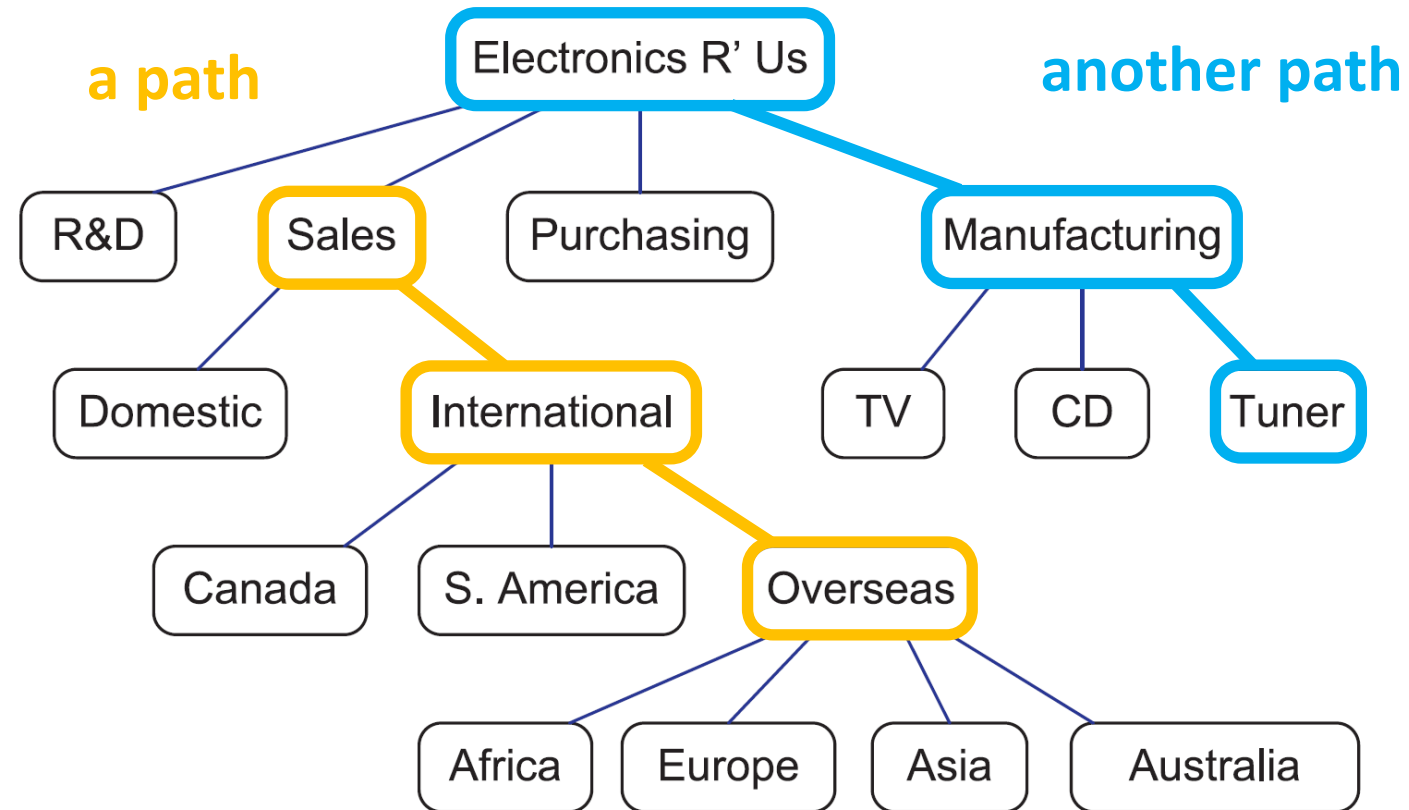 Electronics R' Us
a path
another path
R&D Sales Purchasing Manufacturing
Domestic International TV CD Tuner
Canada S. America Overseas
Africa Europe Asia Australia